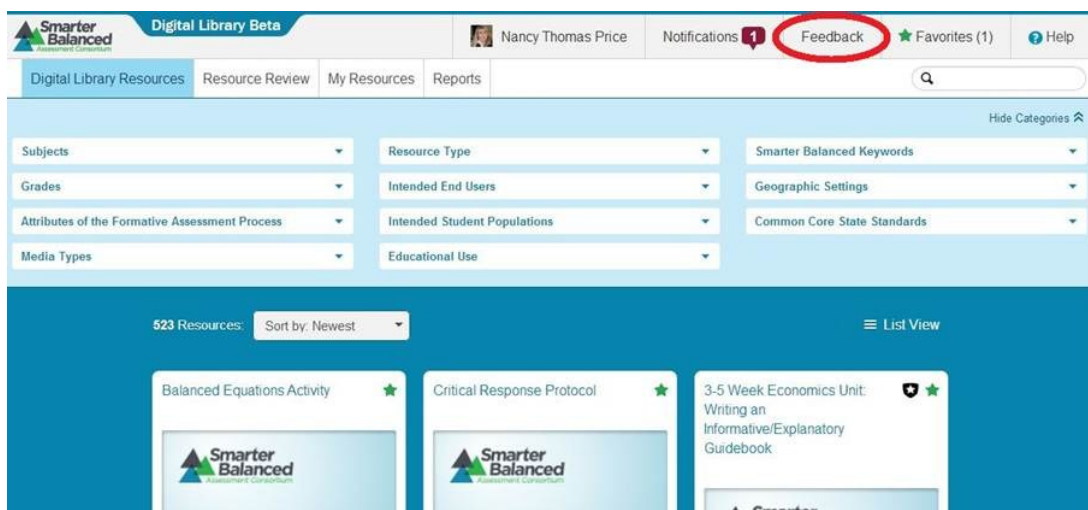 Smarter
Balanced
Assessment Consortium
Digital Library Beta
Nancy Thomas Price
Notifications 1
Feedback
Favorites (1)
Help
Digital Library Resources
Resource Review
My Resources
Reports
Hide Categories
Subjects
Resource Type
Smarter Balanced Keywords
Grades
Intended End Users
Geographic Settings
Attributes of the Formative Assessment Process
Intended Student Populations
Common Core State Standards
Media Types
Educational Use
523 Resources:
Sort by: Newest
List View
Balanced Equations Activity
Smarter
Balanced
Assessment Consortium
Critical Response Protocol
Smarter
Balanced
Assessment Consortium
3-5 Week Economics Unit:
Writing an
Informative/Explanatory
Guidebook
Smarter